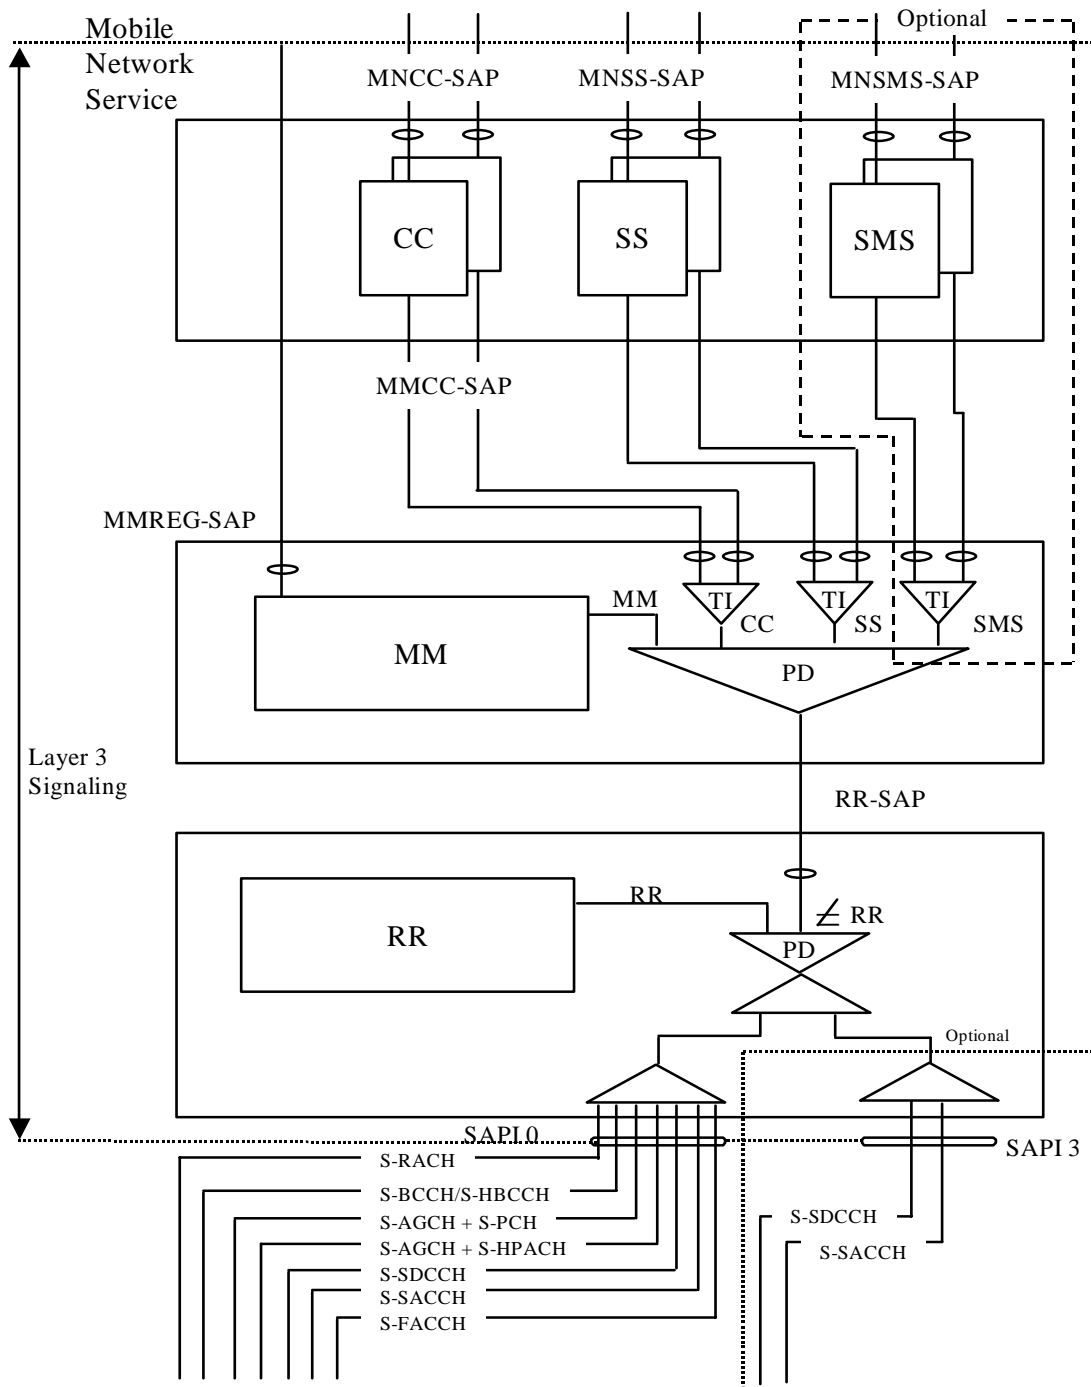 Optional
Mobile
Network
Service
MNCC-SAP
MNSS-SAP
MNSMS-SAP
CC
SS
SMS
MMCC-SAP
MMREG-SAP
MM
TI
TI
TI
CC
SS
SMS
MM
PD
Layer 3
Signaling
RR-SAP
RR
≠ RR
RR
PD
Optional
SAPI 0
SAPI 3
S-RACH
S-BCCH/S-HBCCH
S-AGCH + S-PCH
S-AGCH + S-HPACH
S-SDCCH
S-SACCH
S-FACCH
S-SDCCH
S-SACCH